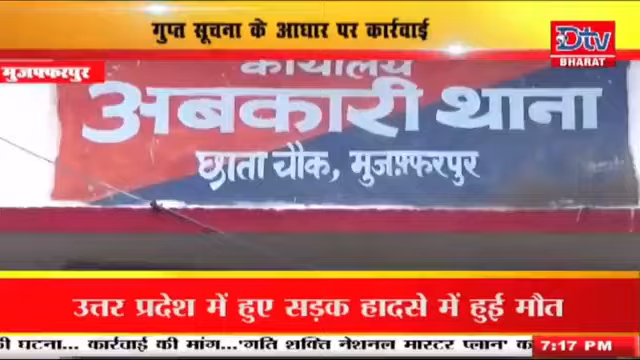 गुप्त सूचना के आधार पर कार्रवाई
DTV
BHARAT
मुजफ्फरपुर
कार्यालय
अबकारी थाना
छाता चौक, मुजफ़्फरपुर
उत्तर प्रदेश में हुए सड़क हादसे में हुई मौत
की घटना... कार्रवाई की मांग...'गति शक्ति नेशनल मास्टर प्लान'
7:17 PM